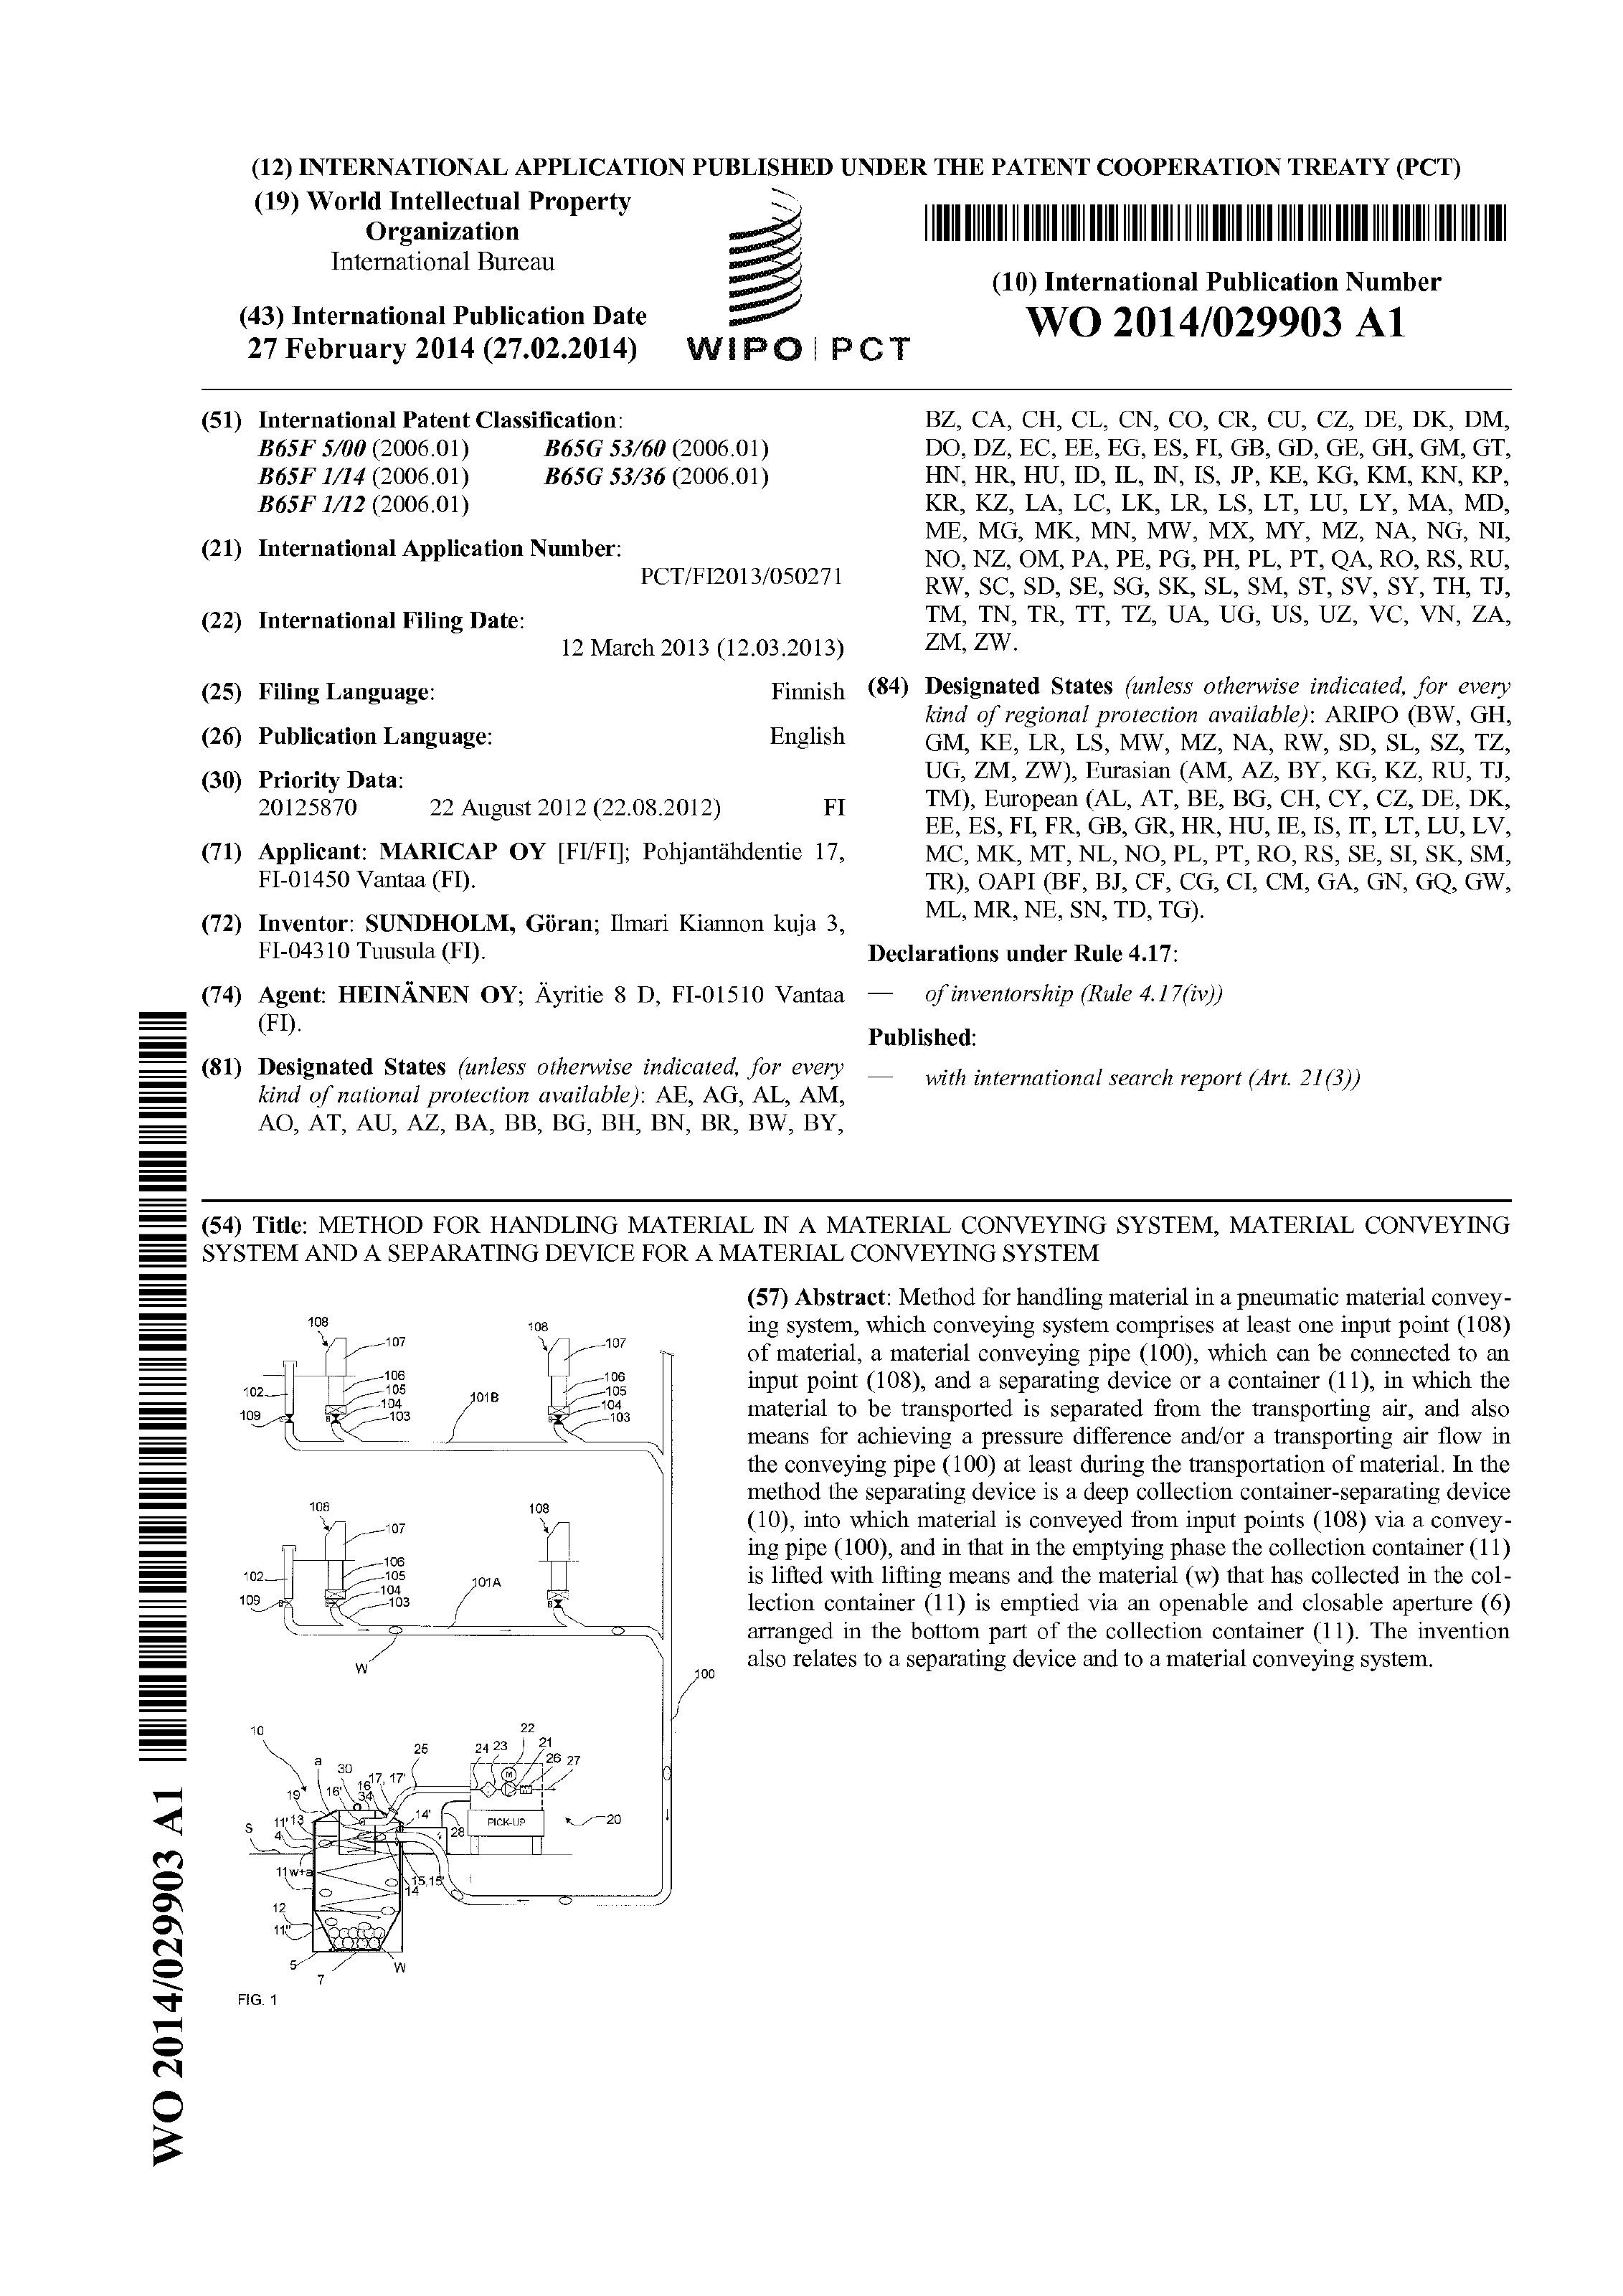 (12) INTERNATIONAL APPLICATION PUBLISHED UNDER THE PATENT COOPERATION TREATY (PCT)
(19) World Intellectual Property
Organization
International Bureau
(43) International Publication Date
27 February 2014 (27.02.2014)
WIPO | PCT
(10) International Publication Number
WO 2014/029903 A1
(51) International Patent Classification:
B65F 5/00 (2006.01) B65G 53/60 (2006.01)
B65F 1/14 (2006.01) B65G 53/36 (2006.01)
B65F 1/12 (2006.01)
(21) International Application Number:
PCT/FI2013/050271
(22) International Filing Date:
12 March 2013 (12.03.2013)
(25) Filing Language: Finnish
(26) Publication Language: English
(30) Priority Data:
20125870 22 August 2012 (22.08.2012) FI
(71) Applicant: MARICAP OY [FI/FI]; Pohjantähdentie 17,
FI-01450 Vantaa (FI).
(72) Inventor: SUNDHOLM, Göran; Ilmari Kiannon kuja 3,
FI-04310 Tuusula (FI).
(74) Agent: HEINÄNEN OY; Äyritie 8 D, FI-01510 Vantaa
(FI).
(81) Designated States (unless otherwise indicated, for every
kind of national protection available): AE, AG, AL, AM,
AO, AT, AU, AZ, BA, BB, BG, BH, BN, BR, BW, BY,
BZ, CA, CH, CL, CN, CO, CR, CU, CZ, DE, DK, DM,
DO, DZ, EC, EE, EG, ES, FI, GB, GD, GE, GH, GM, GT,
HN, HR, HU, ID, IL, IN, IS, JP, KE, KG, KM, KN, KP,
KR, KZ, LA, LC, LK, LR, LS, LT, LU, LY, MA, MD,
ME, MG, MK, MN, MW, MX, MY, MZ, NA, NG, NI,
NO, NZ, OM, PA, PE, PG, PH, PL, PT, QA, RO, RS, RU,
RW, SC, SD, SE, SG, SK, SL, SM, ST, SV, SY, TH, TJ,
TM, TN, TR, TT, TZ, UA, UG, US, UZ, VC, VN, ZA,
ZM, ZW.
(84) Designated States (unless otherwise indicated, for every
kind of regional protection available): ARIPO (BW, GH,
GM, KE, LR, LS, MW, MZ, NA, RW, SD, SL, SZ, TZ,
UG, ZM, ZW), Eurasian (AM, AZ, BY, KG, KZ, RU, TJ,
TM), European (AL, AT, BE, BG, CH, CY, CZ, DE, DK,
EE, ES, FI, FR, GB, GR, HR, HU, IE, IS, IT, LT, LU, LV,
MC, MK, MT, NL, NO, PL, PT, RO, RS, SE, SI, SK, SM,
TR), OAPI (BF, BJ, CF, CG, CI, CM, GA, GN, GQ, GW,
ML, MR, NE, SN, TD, TG).
Declarations under Rule 4.17:
— of inventorship (Rule 4.17(iv))
Published:
— with international search report (Art. 21(3))
(54) Title: METHOD FOR HANDLING MATERIAL IN A MATERIAL CONVEYING SYSTEM, MATERIAL CONVEYING
SYSTEM AND A SEPARATING DEVICE FOR A MATERIAL CONVEYING SYSTEM
(57) Abstract: Method for handling material in a pneumatic material convey-
ing system, which conveying system comprises at least one input point (108)
of material, a material conveying pipe (100), which can be connected to an
input point (108), and a separating device or a container (11), in which the
material to be transported is separated from the transporting air, and also
means for achieving a pressure difference and/or a transporting air flow in
the conveying pipe (100) at least during the transportation of material. In the
method the separating device is a deep collection container-separating device
(10), into which material is conveyed from input points (108) via a convey-
ing pipe (100), and in that in the emptying phase the collection container (11)
is lifted with lifting means and the material (w) that has collected in the col-
lection container (11) is emptied via an openable and closable aperture (6)
arranged in the bottom part of the collection container (11). The invention
also relates to a separating device and to a material conveying system.
108 108
107 107
106 106
102 105 101B 105
104 104
109 103 103
108 108
107
106
102 105 101A
104
109 103
W
100
10 22
a 25 24 23 21
30 26 27
16 17, 17'
16' 34 M
19
14'
11' 13 PICK-UP 20
S 4 28
11 w+a 15,15'
14
12
11"
5 W
7
FIG. 1
WO 2014/029903 A1